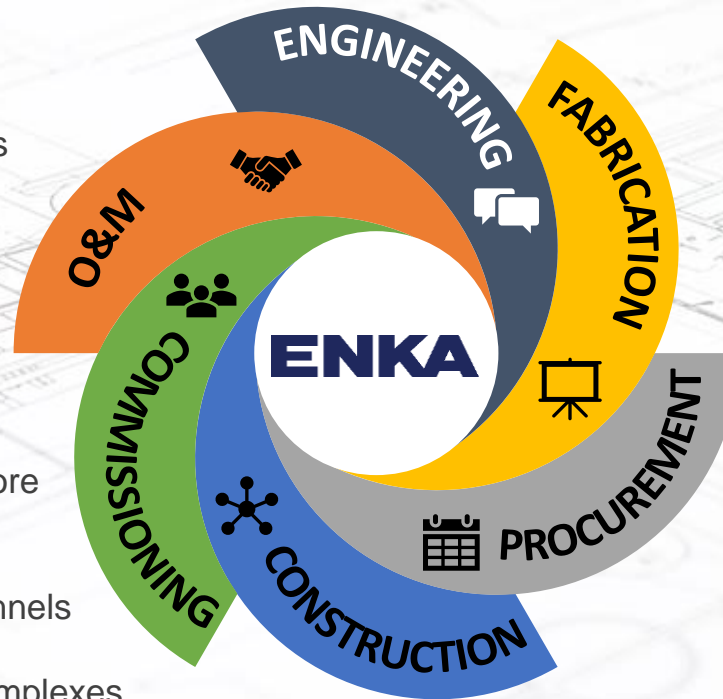 ENGINEERING
FABRICATION
O&M
ENKA
COMMISSIONING
PROCUREMENT
CONSTRUCTION